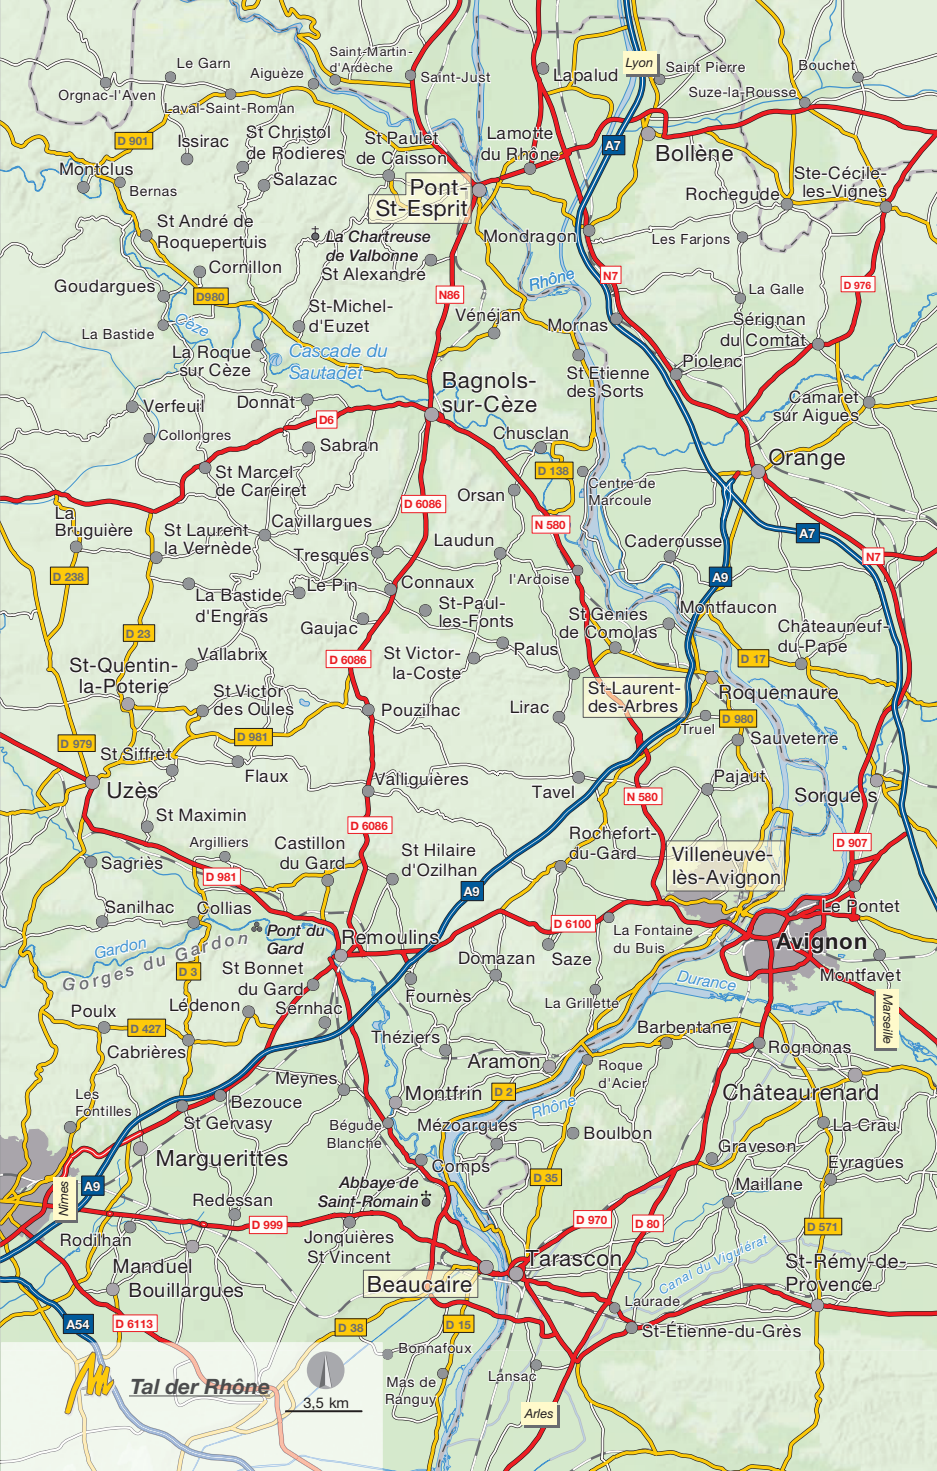 Le Garn
Saint-Martin-
d'Ardèche
Lyon
Saint Pierre
Bouchet
Aiguèze
Saint-Just
Lapalud
Orgnac-l'Aven
Laval-Saint-Roman
Suze-la-Rousse
D 901
Issirac
St Christol
de Rodieres
St Paulet
de Caisson
Lamotte
du Rhône
A7
Bollène
Montclus
Bernas
Salazac
Pont-
St-Esprit
Rochegude
Ste-Cécile-
les-Vignes
St André de
Roquepertuis
La Chartreuse
de Valbonne
Mondragon
Les Farjons
Cornillon
St Alexandre
Rhône
N7
D 976
Goudargues
D980
N86
La Galle
St-Michel-
d'Euzet
Vénéjan
Mornas
Sérignan
du Comtat
La Bastide
Cèze
La Roque
sur Cèze
Cascade du
Sautadet
Piolenc
St Etienne
des Sorts
Bagnols-
sur-Cèze
Verfeuil
Donnat
D6
Camaret
sur Aigues
Collongres
Sabran
Chusclan
Orange
St Marcel
de Careiret
D 138
Centre de
Marcoule
Orsan
D 6086
La
Bruguière
St Laurent
la Vernède
Cavillargues
N 580
A7
Tresques
Laudun
Caderousse
N7
D 238
La Bastide
d'Engras
Le Pin
Connaux
l'Ardoise
A9
St-Paul-
les-Fonts
St Genies
de Comolas
Montfaucon
D 23
Gaujac
Châteauneuf-
du-Pape
Vallabrix
D 6086
St Victor-
la-Coste
Palus
D 17
St-Quentin-
la-Poterie
St Victor
des Oules
St-Laurent-
des-Arbres
Roquemaure
Pouzilhac
Lirac
Truel
D 980
D 979
D 981
Sauveterre
St Siffret
Flaux
Valliguières
Pajaut
Uzès
Tavel
N 580
Sorgues
St Maximin
D 6086
Argilliers
Castillon
du Gard
St Hilaire
d'Ozilhan
Rochefort-
du-Gard
Villeneuve-
lès-Avignon
D 907
Sagriès
D 981
A9
Sanilhac
Collias
D 6100
Le Pontet
Gardon
Pont du
Gard
Remoulins
La Fontaine
du Buis
Avignon
Gorges du Gardon
Domazan
Saze
D 3
St Bonnet
du Gard
Durance
Montfavet
Fournès
La Grillette
Marseille
Poulx
Lédenon
Sernhac
D 427
Théziers
Barbentane
Cabrières
Rognonas
Aramon
Roque
d'Acier
Meynes
Les
Fontilles
Bezouce
Montfrin
D 2
Châteaurenard
Rhône
St Gervasy
Bégude
Blanche
Mézoargues
Boulbon
La Crau
Marguerittes
Graveson
Comps
Eyragues
A9
Nîmes
Abbaye de
Saint-Romain
D 35
Maillane
Redessan
D 999
D 970
D 80
D 571
Rodilhan
Jonquières
St Vincent
Tarascon
Canal du Viguiérat
St-Rémy-de-
Provence
Manduel
Beaucaire
Bouillargues
Laurade
A54
D 6113
D 38
D 15
St-Étienne-du-Grès
Bonnafoux
Lánsac
Mas de
Ranguy
Tal der Rhône
3,5 km
Arles